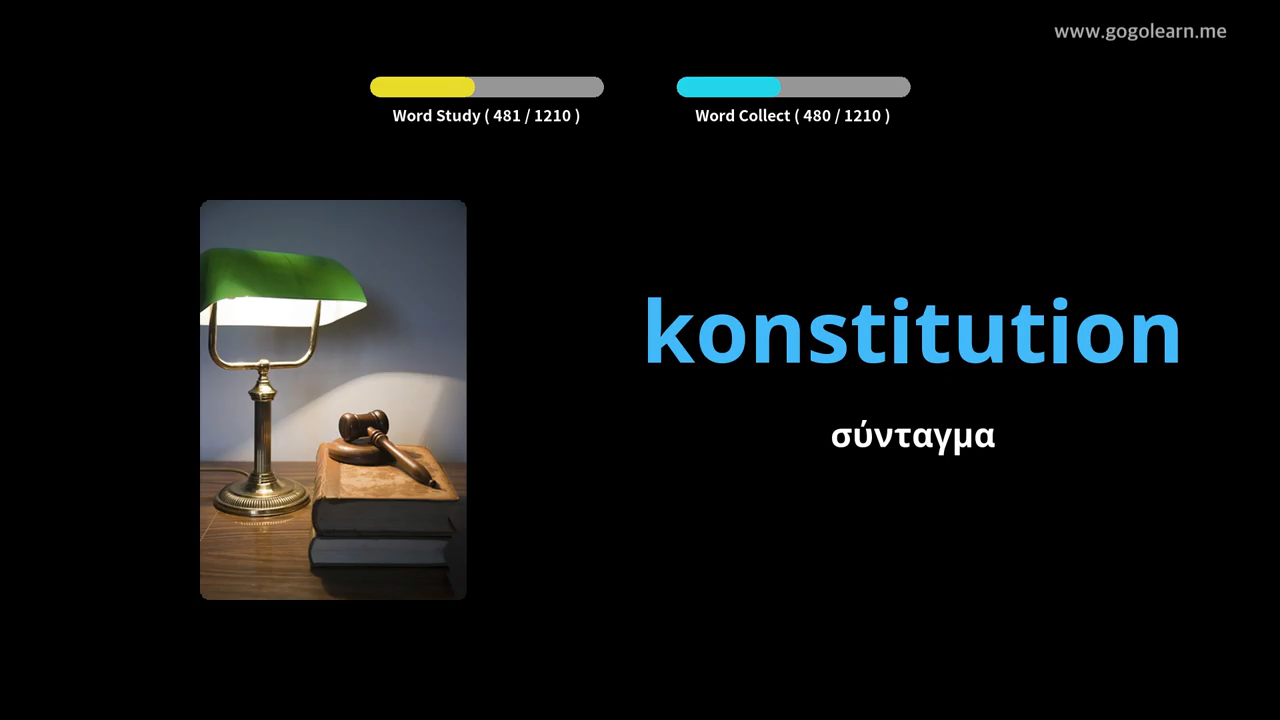 www.gogolearn.me
Word Study ( 481 / 1210 )
Word Collect ( 480 / 1210 )
konstitution
σύνταγμα